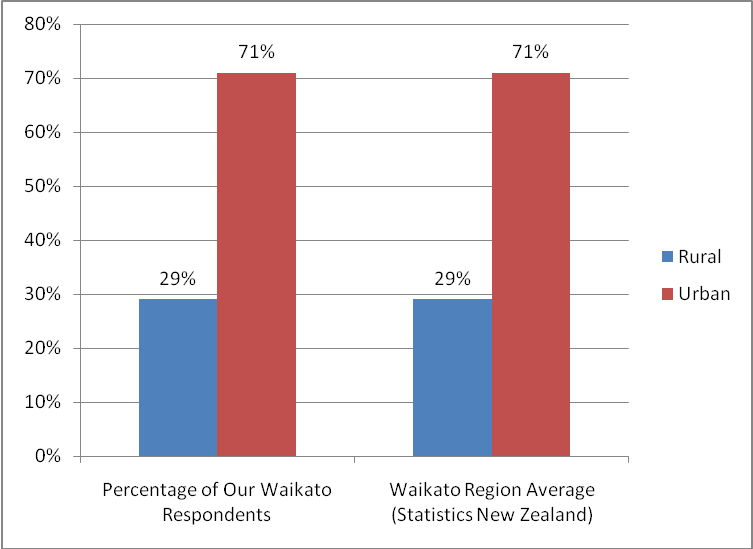 80%
70%
60%
50%
40%
30%
20%
10%
0%
29%
71%
29%
71%
Percentage of Our Waikato
Respondents
Waikato Region Average
(Statistics New Zealand)
Rural
Urban